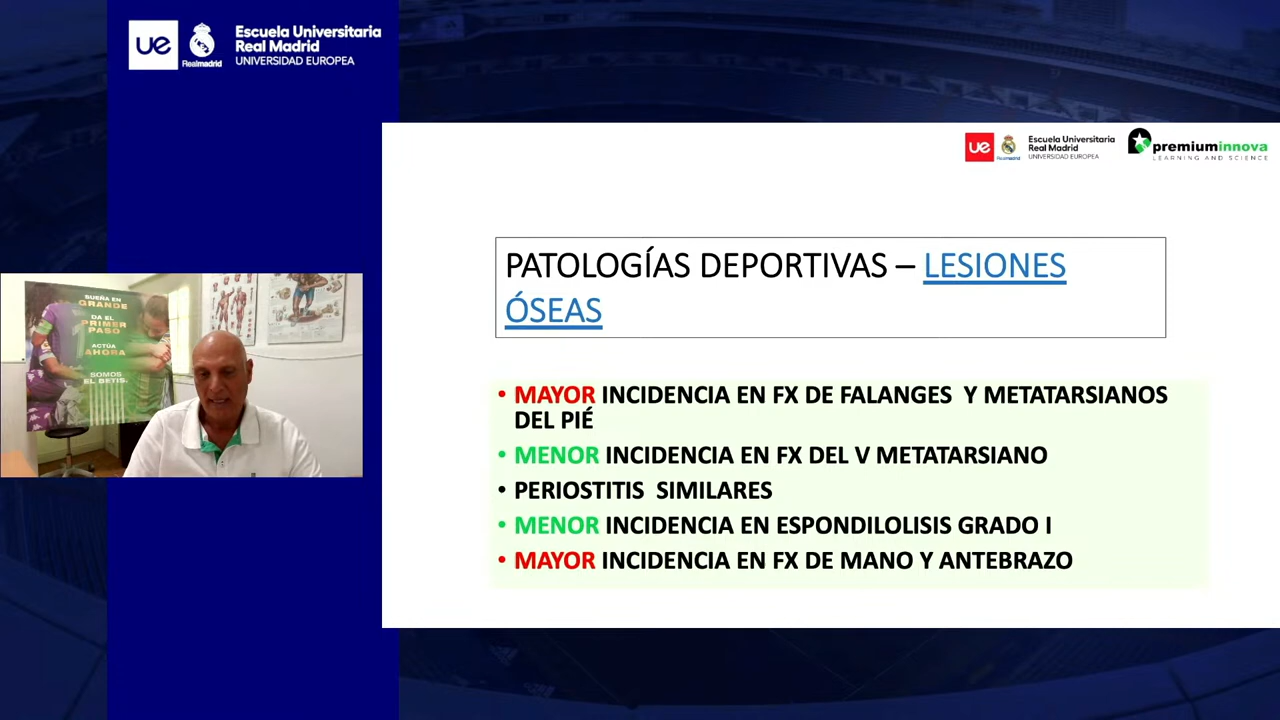 ue
Realmadrid
Escuela Universitaria
Real Madrid
UNIVERSIDAD EUROPEA
ue
Realmadrid
Escuela Universitaria
Real Madrid
UNIVERSIDAD EUROPEA
premiuminnova
LEARNING AND SCIENCE
PATOLOGÍAS DEPORTIVAS – LESIONES
ÓSEAS
• MAYOR INCIDENCIA EN FX DE FALANGES Y METATARSIANOS
DEL PIÉ
• MENOR INCIDENCIA EN FX DEL V METATARSIANO
• PERIOSTITIS SIMILARES
• MENOR INCIDENCIA EN ESPONDILOLISIS GRADO I
• MAYOR INCIDENCIA EN FX DE MANO Y ANTEBRAZO
SUEÑA EN
GRANDE
DA EL
PRIMER
PASO
ACTÚA
AHORA
SOMOS
EL BETIS.